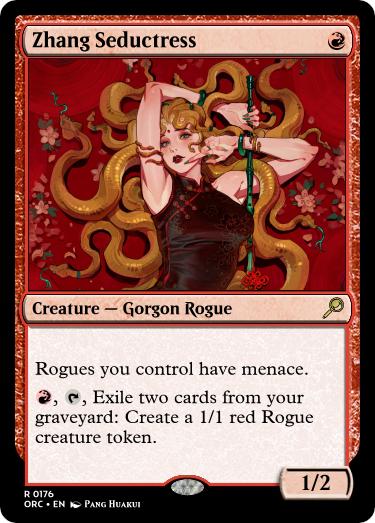 Zhang Seductress
Creature — Gorgon Rogue
Rogues you control have menace.
, , Exile two cards from your
graveyard: Create a 1/1 red Rogue
creature token.
1/2
R 0176
ORC • EN Pang Huakui